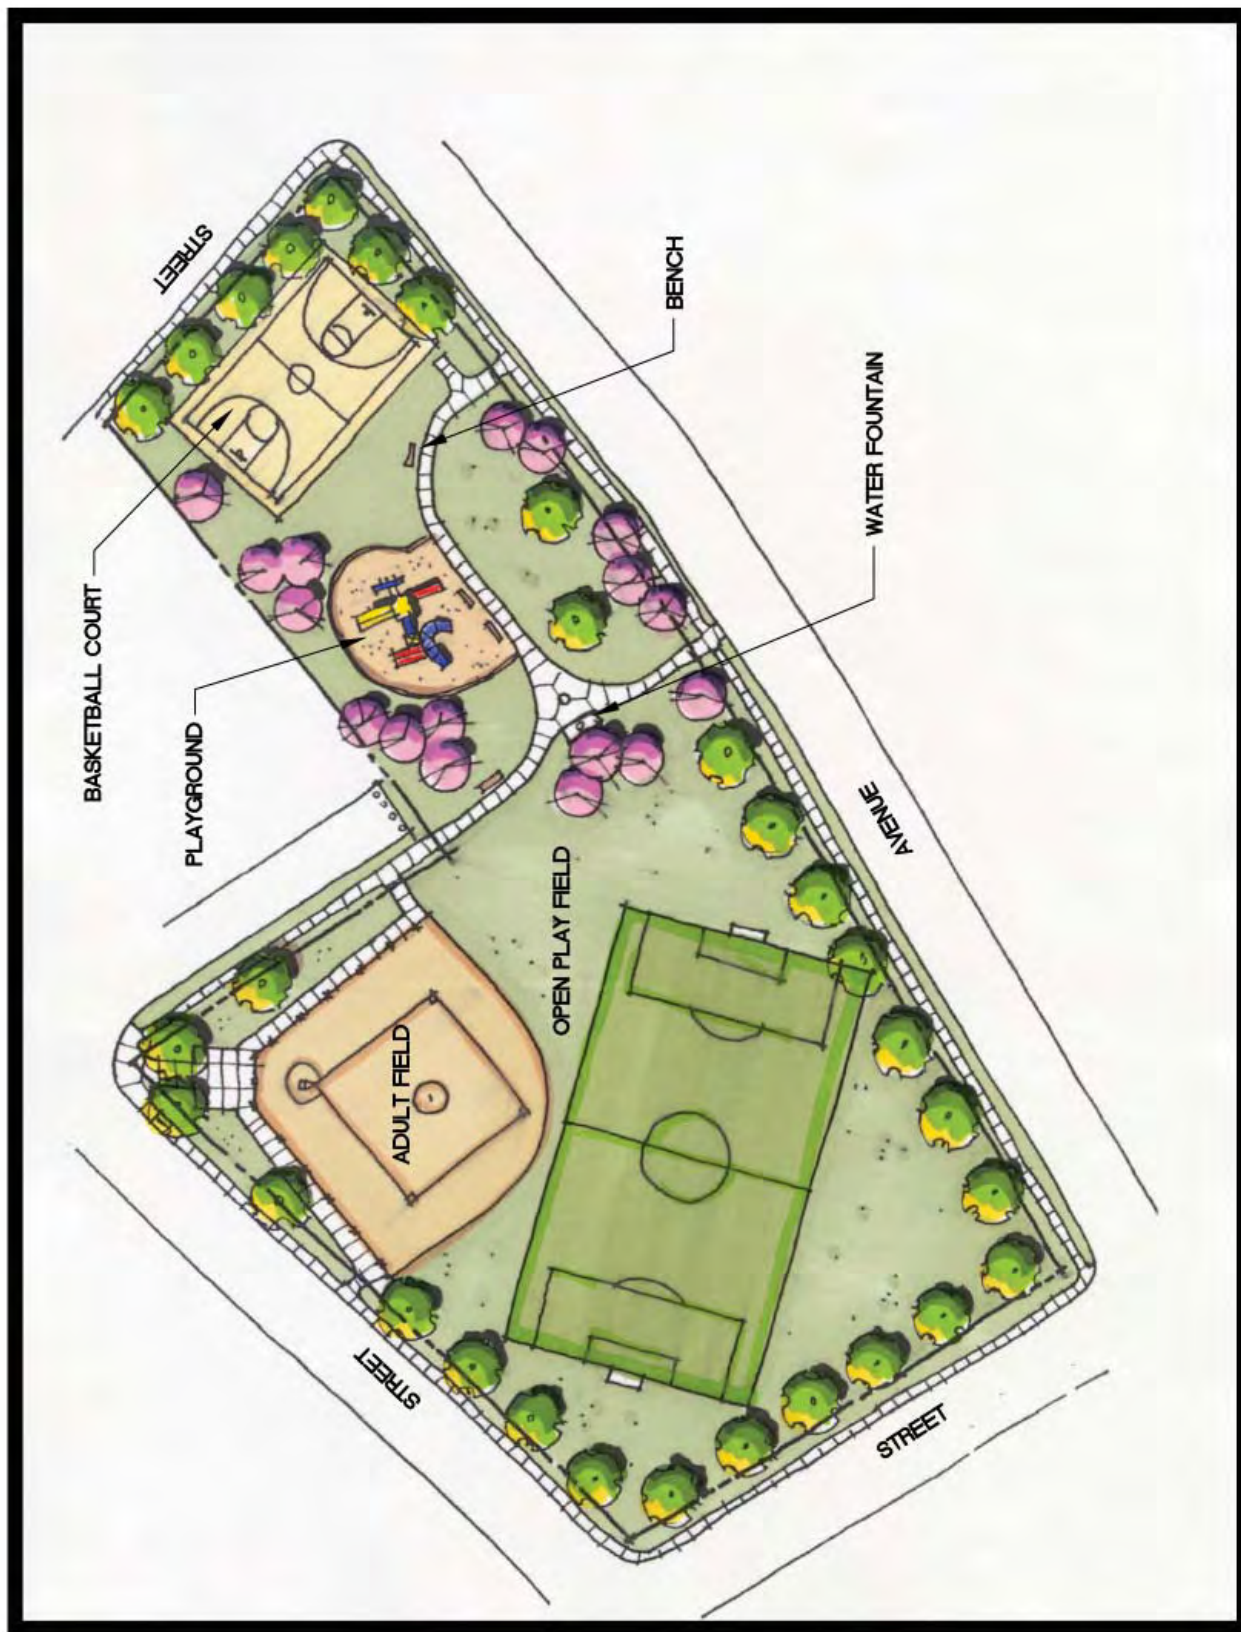 STREET
BENCH
WATER FOUNTAIN
BASKETBALL COURT
PLAYGROUND
AVENUE
OPEN PLAY FIELD
ADULT FIELD
STREET
STREET